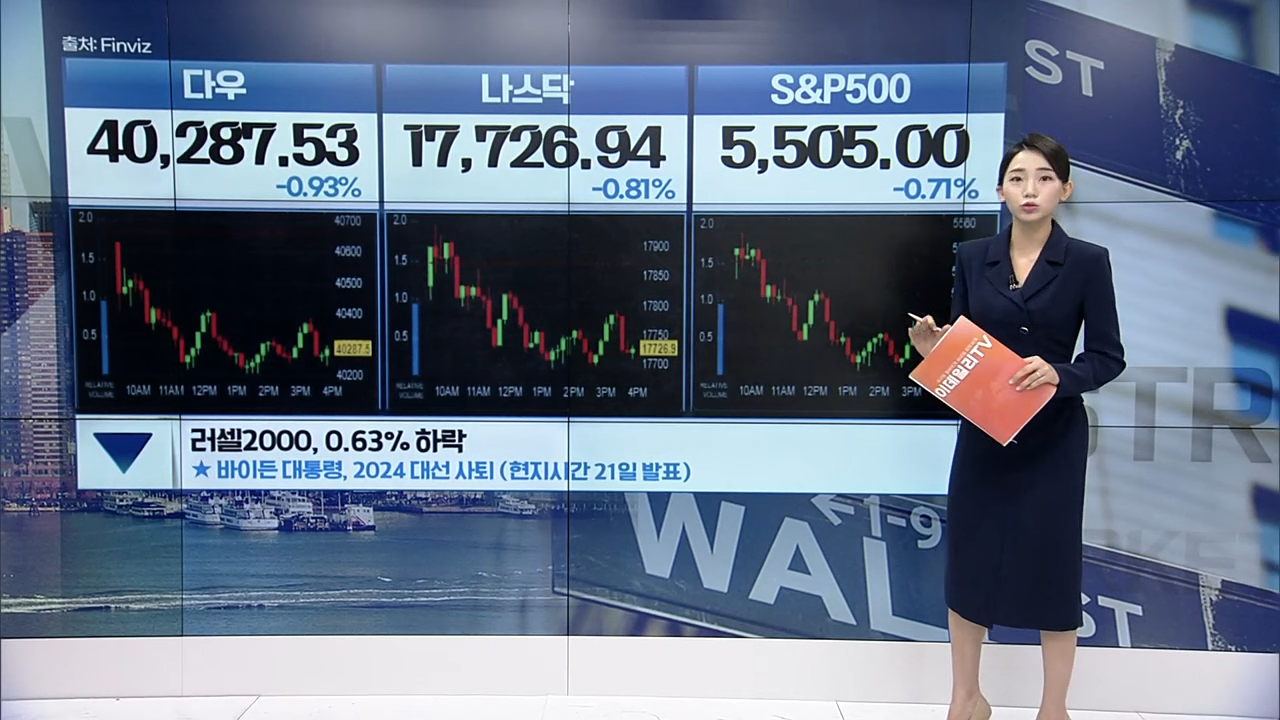 출처: Finviz
다우
40,287.53
-0.93%
나스닥
17,726.94
-0.81%
S&P500
5,505.00
-0.71%
2.0
1.5
1.0
0.5
RELATIVE
VOLUME
40700
40600
40500
40400
40287.5
40200
10AM 11AM 12PM 1PM 2PM 3PM 4PM
2.0
1.5
1.0
0.5
RELATIVE
VOLUME
17900
17850
17800
17750
17726.9
17700
10AM 11AM 12PM 1PM 2PM 3PM 4PM
2.0
1.5
1.0
0.5
RELATIVE
VOLUME
5560
10AM 11AM 12PM 1PM 2PM 3PM
러셀2000, 0.63% 하락
★ 바이든 대통령, 2024 대선 사퇴 (현지시간 21일 발표)
이데일리TV
ST
STR
←1-9
WALL
ST